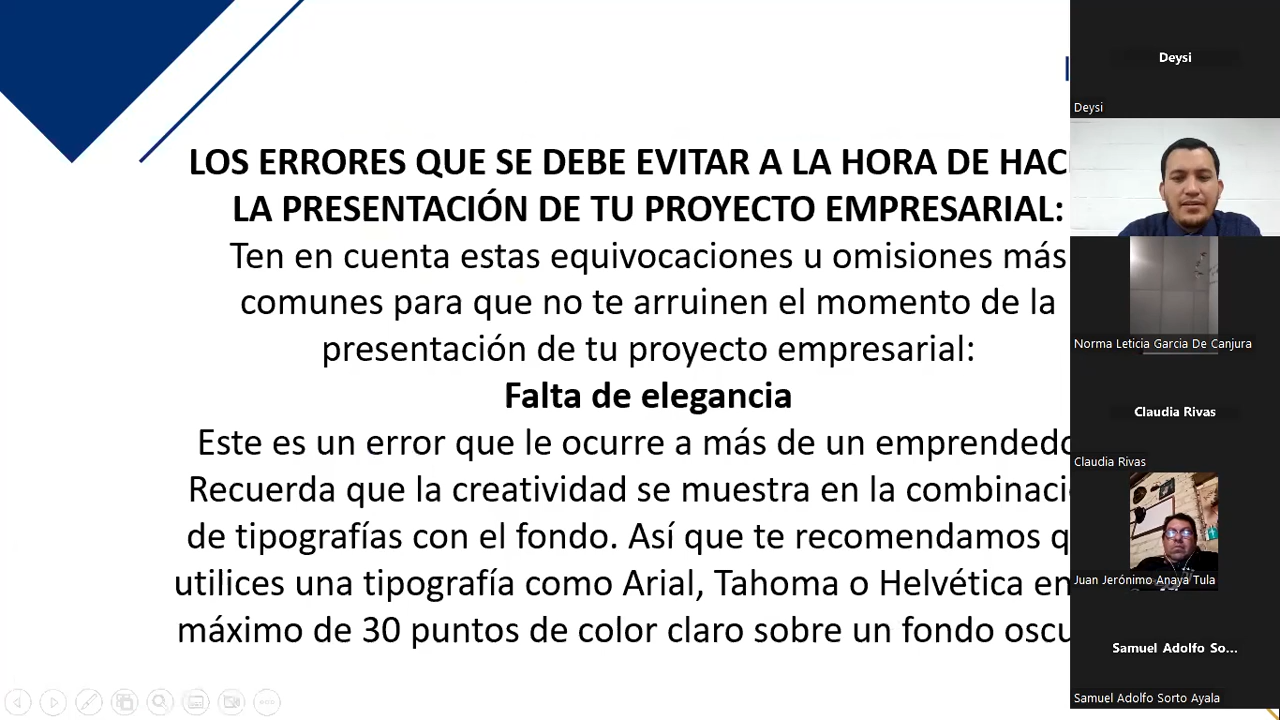 LOS ERRORES QUE SE DEBE EVITAR A LA HORA DE HAC
LA PRESENTACIÓN DE TU PROYECTO EMPRESARIAL:
Ten en cuenta estas equivocaciones u omisiones más
comunes para que no te arruinen el momento de la
presentación de tu proyecto empresarial:
Falta de elegancia
Este es un error que le ocurre a más de un emprendedo
Recuerda que la creatividad se muestra en la combinaci
de tipografías con el fondo. Así que te recomendamos q
utilices una tipografía como Arial, Tahoma o Helvética en
máximo de 30 puntos de color claro sobre un fondo oscu
Deysi
Deysi
Norma Leticia Garcia De Canjura
Claudia Rivas
Claudia Rivas
Juan Jerónimo Anaya Tula
Samuel Adolfo So...
Samuel Adolfo Sorto Ayala